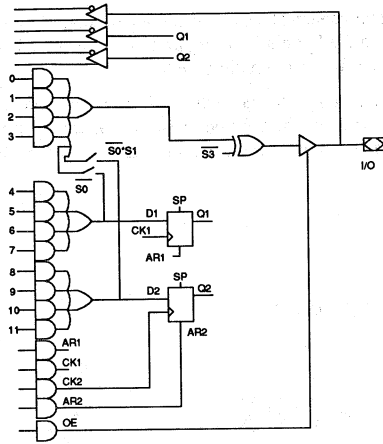 Q1
Q2
0
1
2
3
S0*S1
S3
I/O
S0
4
5
6
7
SP
D1
Q1
CK1
AR1
8
9
10
11
SP
D2
Q2
AR2
AR1
CK1
CK2
AR2
OE